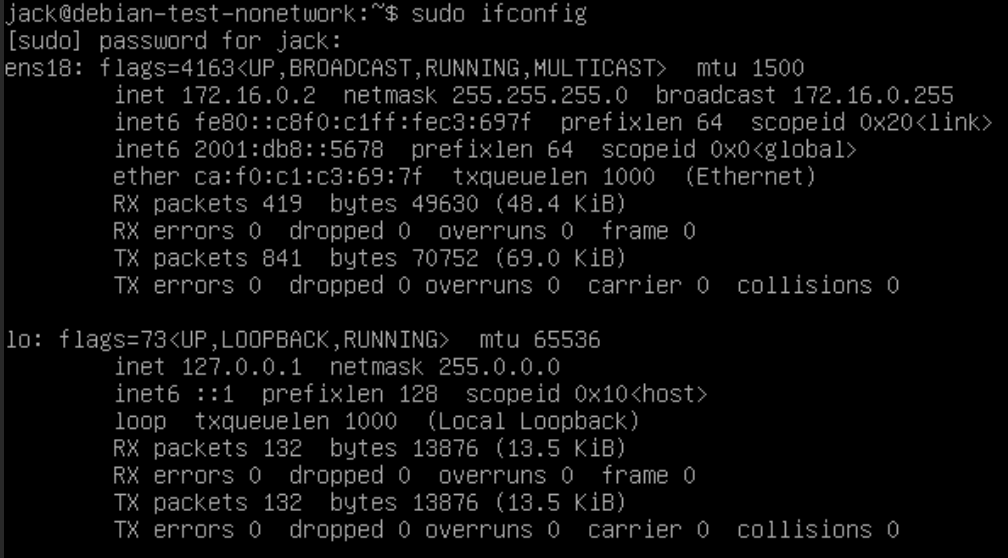 jack@debian-test-nonetwork:~$ sudo ifconfig
[sudo] password for jack:
ens18: flags=4163<UP,BROADCAST,RUNNING,MULTICAST>  mtu 1500
        inet 172.16.0.2  netmask 255.255.255.0  broadcast 172.16.0.255
        inet6 fe80::c8f0:c1ff:fec3:697f  prefixlen 64  scopeid 0x20<link>
        inet6 2001:db8::5678  prefixlen 64  scopeid 0x0<global>
        ether ca:f0:c1:c3:69:7f  txqueuelen 1000  (Ethernet)
        RX packets 419  bytes 49630 (48.4 KiB)
        RX errors 0  dropped 0  overruns 0  frame 0
        TX packets 841  bytes 70752 (69.0 KiB)
        TX errors 0  dropped 0 overruns 0  carrier 0  collisions 0

lo: flags=73<UP,LOOPBACK,RUNNING>  mtu 65536
        inet 127.0.0.1  netmask 255.0.0.0
        inet6 ::1  prefixlen 128  scopeid 0x10<host>
        loop  txqueuelen 1000  (Local Loopback)
        RX packets 132  bytes 13876 (13.5 KiB)
        RX errors 0  dropped 0  overruns 0  frame 0
        TX packets 132  bytes 13876 (13.5 KiB)
        TX errors 0  dropped 0 overruns 0  carrier 0  collisions 0